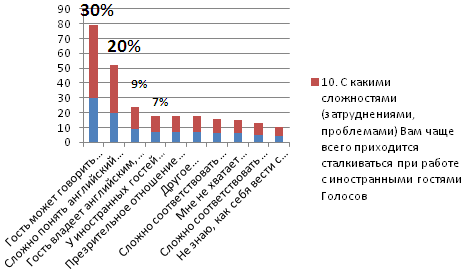 90
80
70
60
50
40
30
20
10
0
30%
20%
9%
7%
Гость может говорить…
Сложно понять английский…
Гость владеет английским,…
У иностранных гостей…
Презрительное отношение…
Другое…
Сложно соответствовать…
Мне не хватает…
Сложно соответствовать…
Не знаю, как себя вести с…
10. С какими
сложностями
(затруднениями,
проблемами) Вам чаще
всего приходится
сталкиваться при работе
с иностранными гостями
Голосов